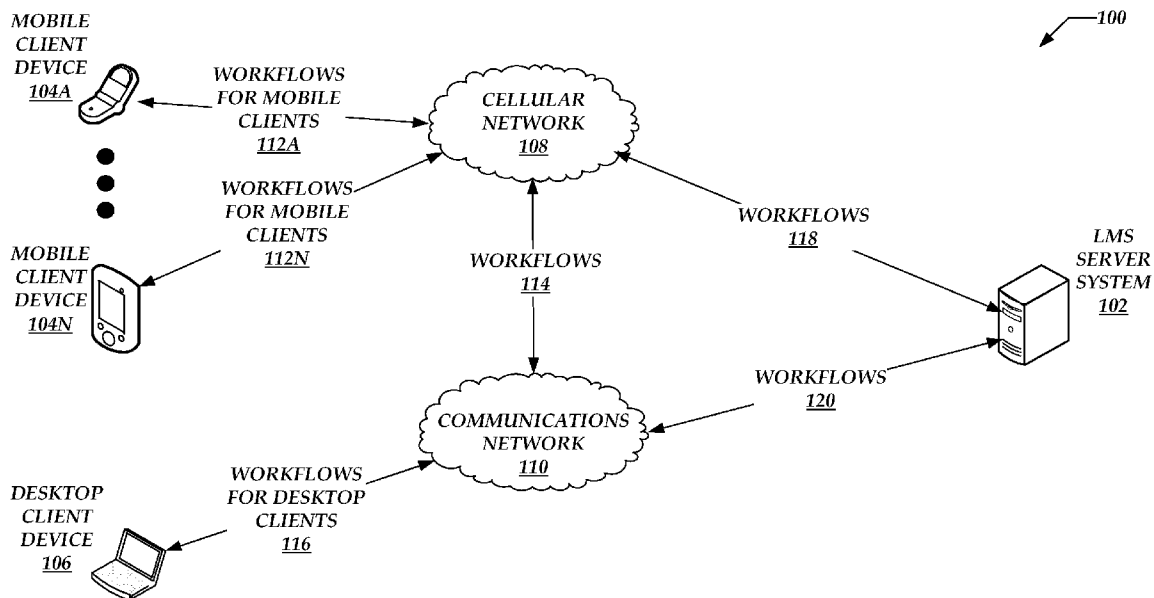 MOBILE
CLIENT
DEVICE
104A
WORKFLOWS
FOR MOBILE
CLIENTS
112A
CELLULAR
NETWORK
108
100
WORKFLOWS
FOR MOBILE
CLIENTS
112N
MOBILE
CLIENT
DEVICE
104N
WORKFLOWS
114
WORKFLOWS
118
LMS
SERVER
SYSTEM
102
WORKFLOWS
120
COMMUNICATIONS
NETWORK
110
WORKFLOWS
FOR DESKTOP
CLIENTS
116
DESKTOP
CLIENT
DEVICE
106